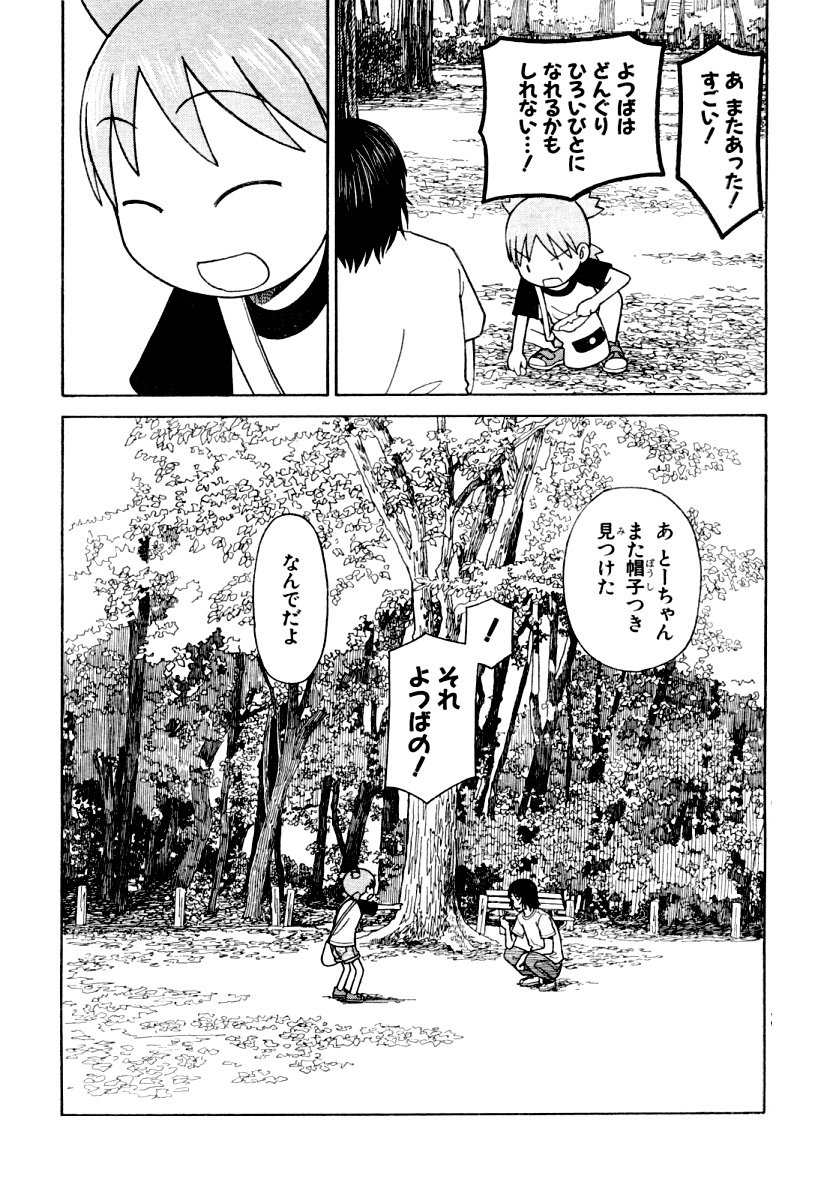 あ またあった!
すごい!
よつばは
どんぐり
ひろいびとに
なれるかも
しれない…!
あ とーちゃん
また帽子つき
見つけた
!
それ
よつばの!
なんでだよ